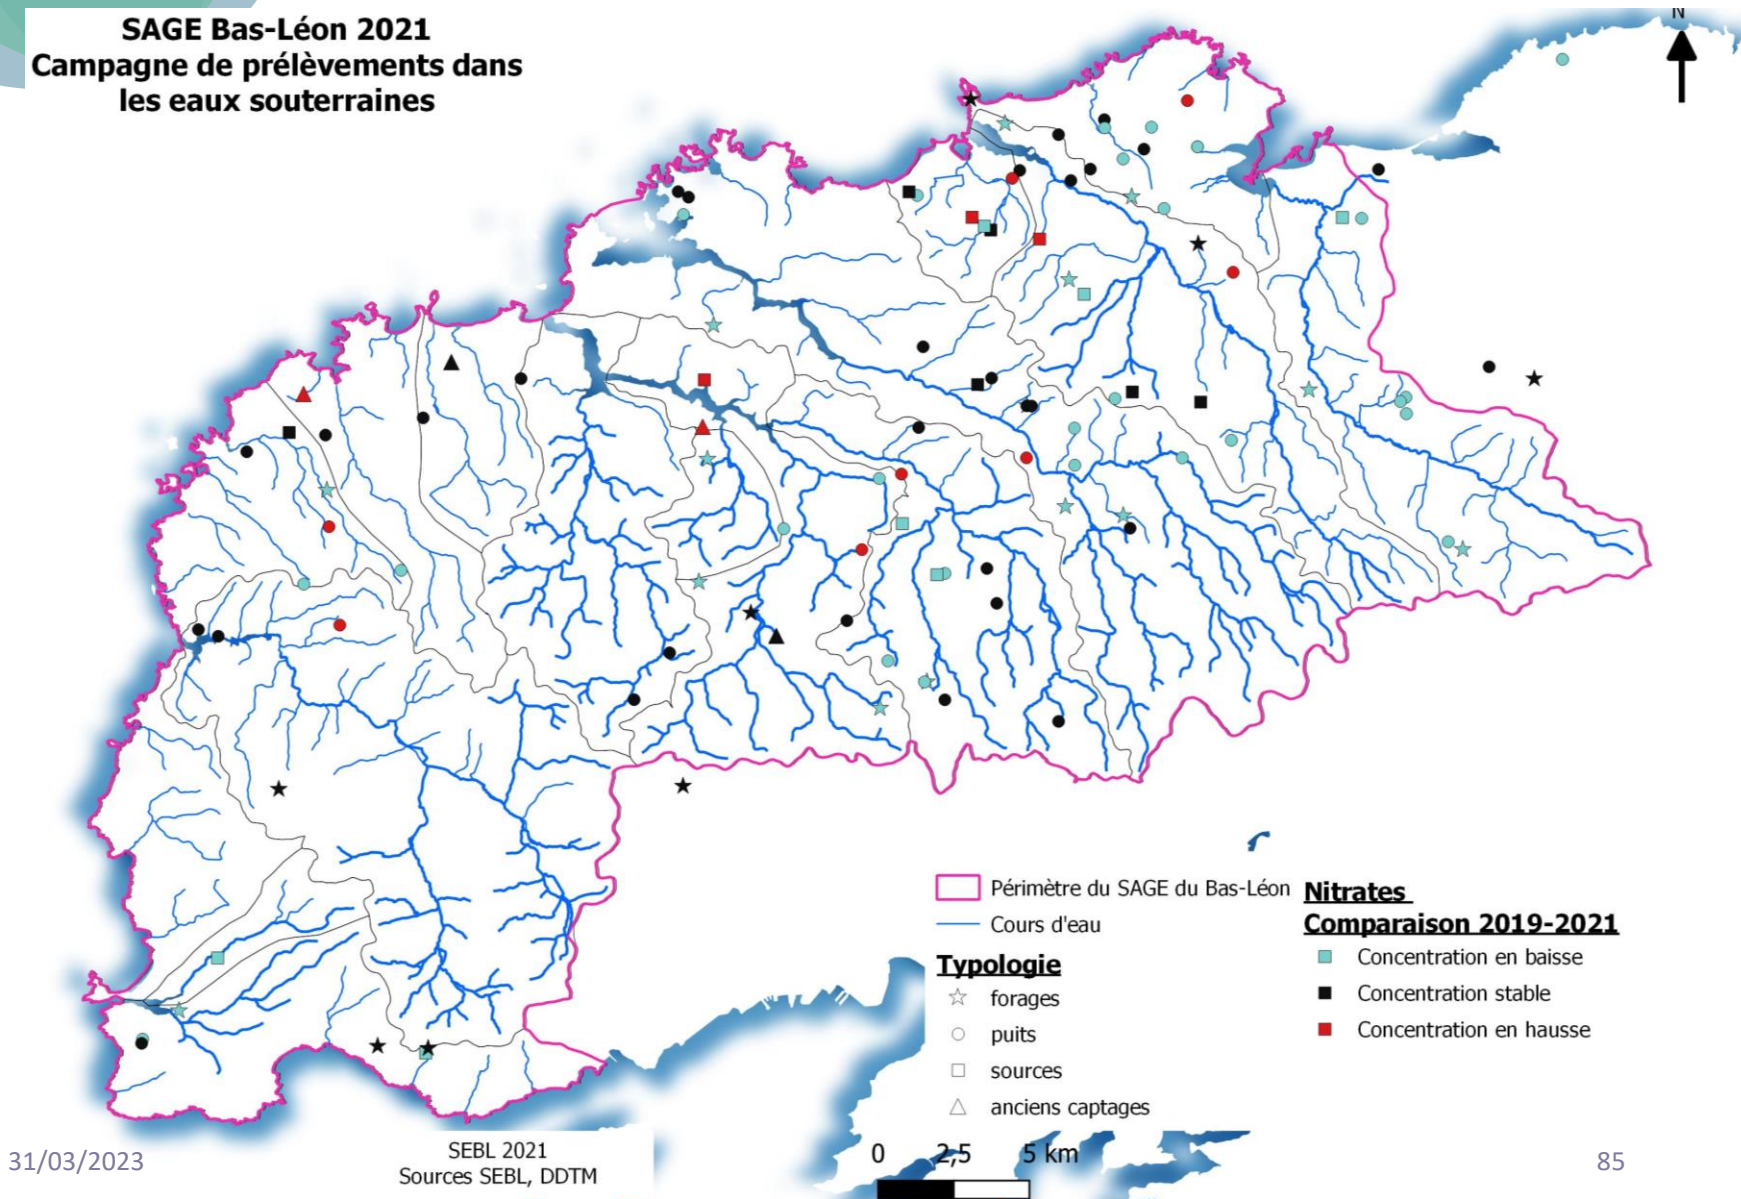 SAGE Bas-Léon 2021
Campagne de prélèvements dans
les eaux souterraines
N
Périmètre du SAGE du Bas-Léon
Cours d'eau
Typologie
forages
puits
sources
anciens captages
Nitrates
Comparaison 2019-2021
Concentration en baisse
Concentration stable
Concentration en hausse
0 2,5 5 km
SEBL 2021
Sources SEBL, DDTM
31/03/2023
85